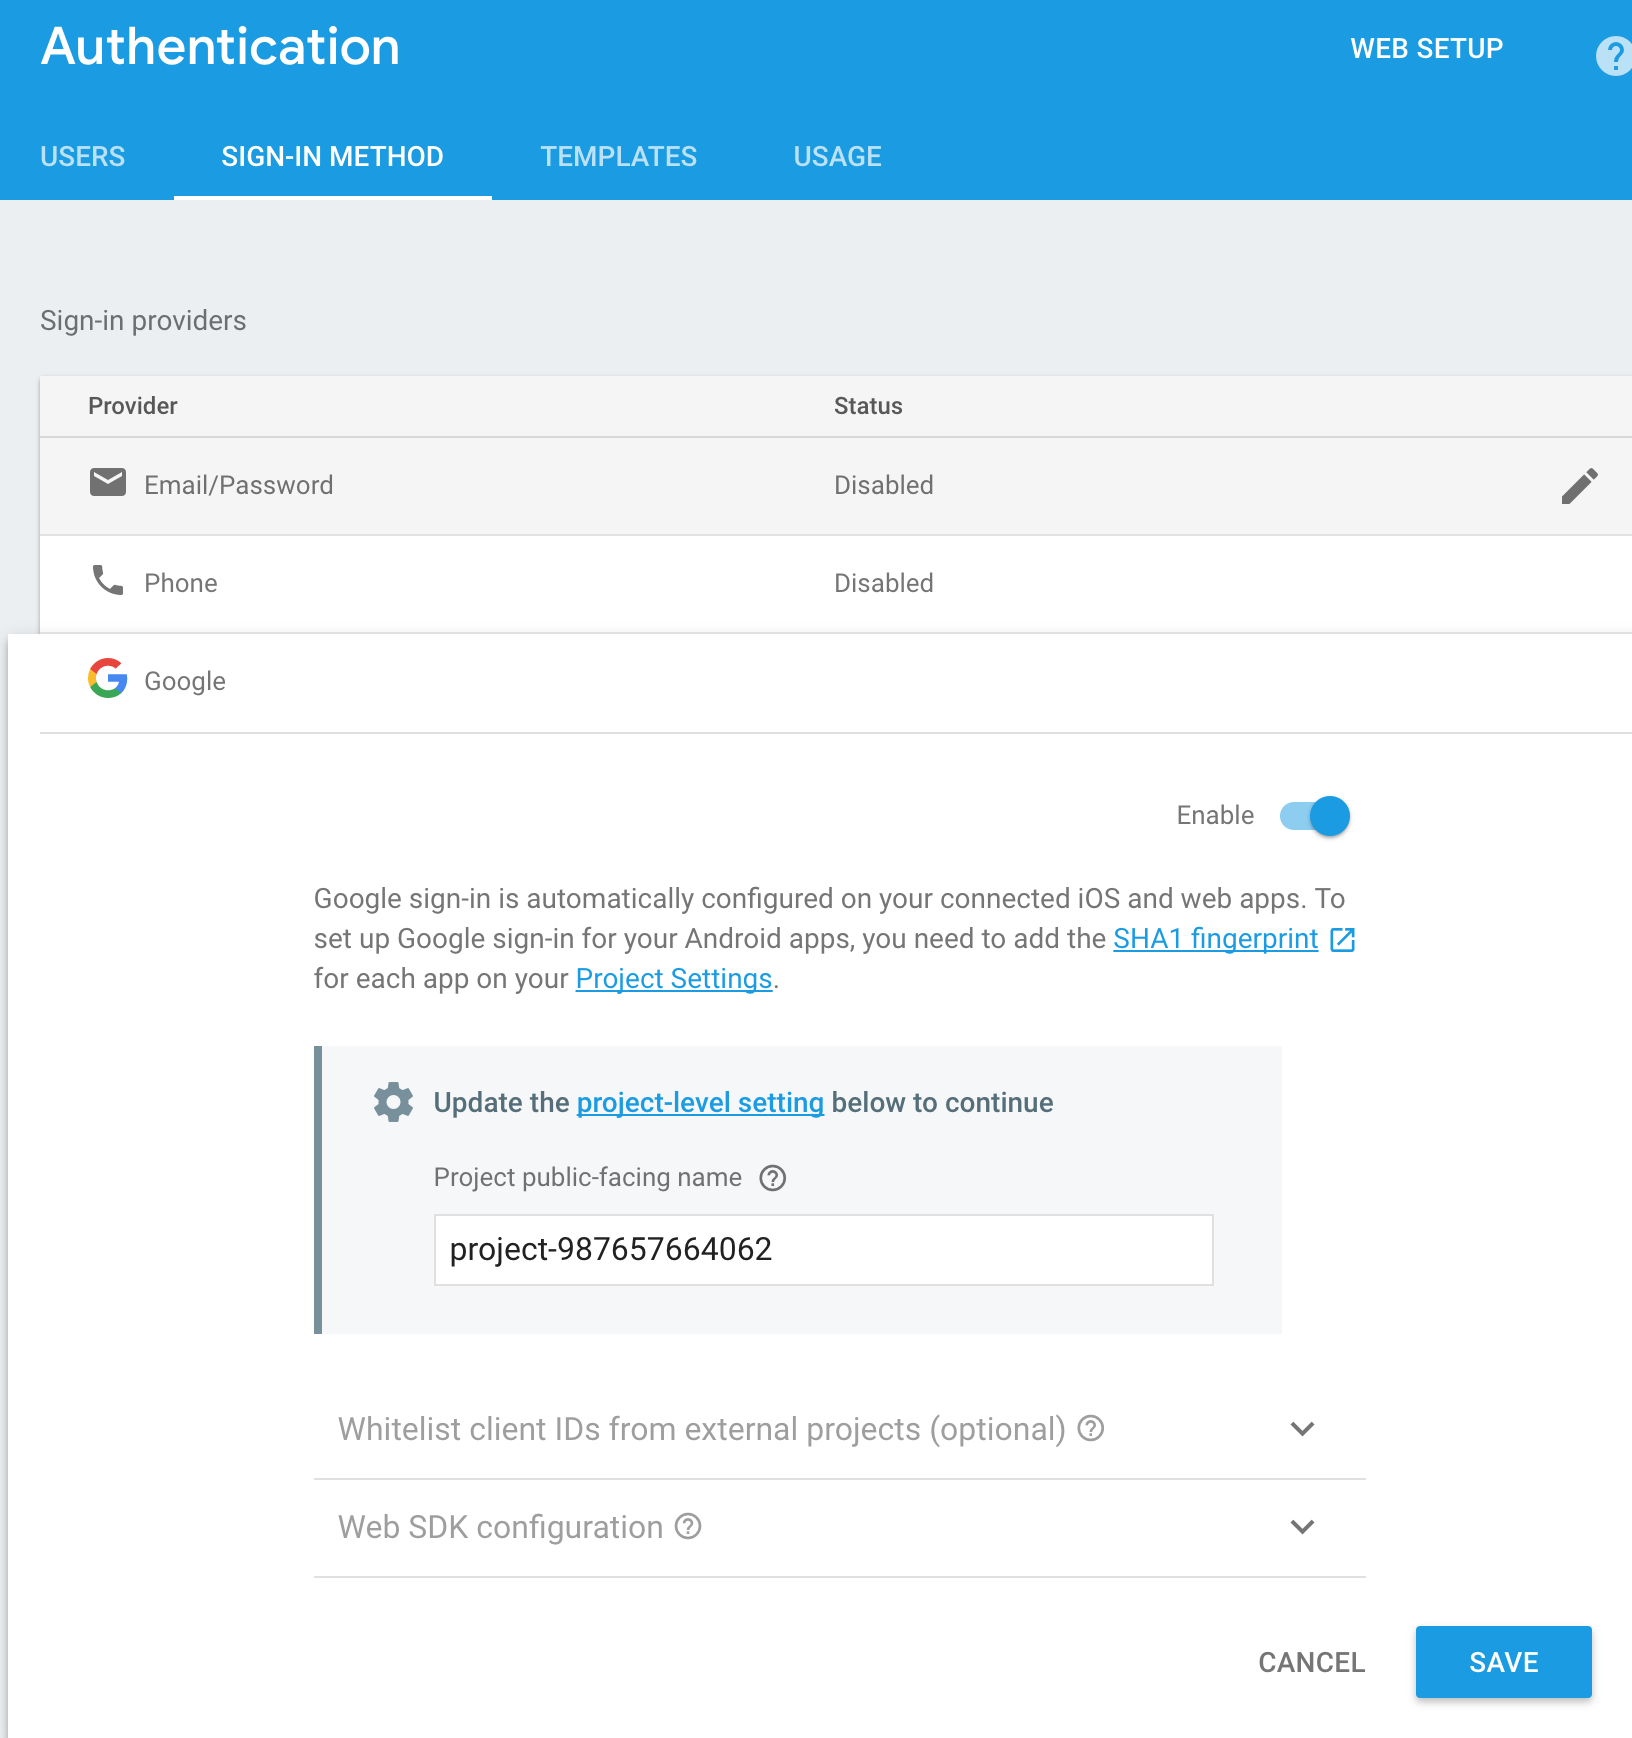 Authentication
WEB SETUP
?
USERS
SIGN-IN METHOD
TEMPLATES
USAGE
Sign-in providers
Provider
Status
Email/Password
Disabled
Phone
Disabled
Google
Enable
Google sign-in is automatically configured on your connected iOS and web apps. To
set up Google sign-in for your Android apps, you need to add the SHA1 fingerprint
for each app on your Project Settings.
Update the project-level setting below to continue
Project public-facing name ?
project-987657664062
Whitelist client IDs from external projects (optional) ?
Web SDK configuration ?
CANCEL
SAVE